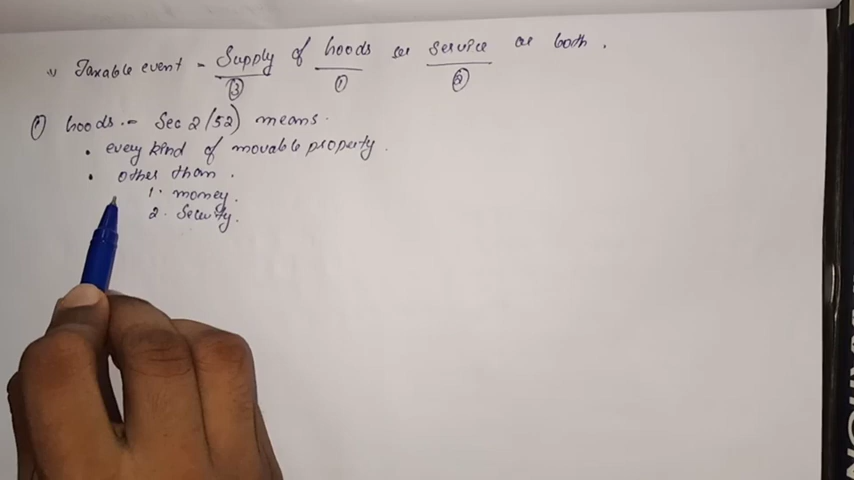 Taxable event - Supply of Goods or service or both.
③ ① ②
① Goods :- Sec 2(52) means.
• every kind of movable property.
• other than.
1. money.
2. Security.